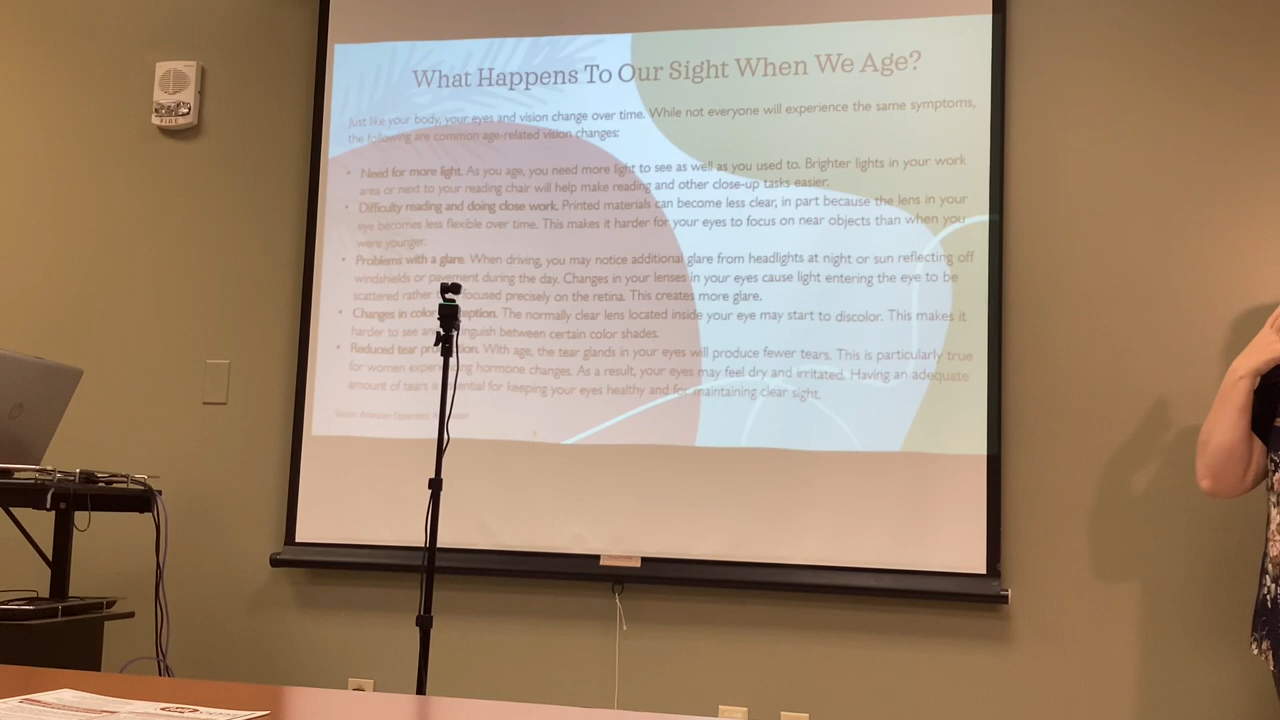 What Happens To Our Sight When We Age?
Just like your body, your eyes and vision change over time. While not everyone will experience the same symptoms,
the following are common age-related vision changes:
• Need for more light. As you age, you need more light to see as well as you used to. Brighter lights in your work
area or next to your reading chair will help make reading and other close-up tasks easier.
• Difficulty reading and doing close work. Printed materials can become less clear, in part because the lens in your
eye becomes less flexible over time. This makes it harder for your eyes to focus on near objects than when you
were younger.
• Problems with a glare. When driving, you may notice additional glare from headlights at night or sun reflecting off
windshields or pavement during the day. Changes in your lenses in your eyes cause light entering the eye to be
scattered rather focused precisely on the retina. This creates more glare.
• Changes in color The normally clear lens located inside your eye may start to discolor. This makes it
harder to see between certain color shades.
• Reduced tear With age, the tear glands in your eyes will produce fewer tears. This is particularly true
for women hormone changes. As a result, your eyes may feel dry and irritated. Having an adequate
amount of tears for keeping your eyes healthy and for maintaining clear sight.
FIRE